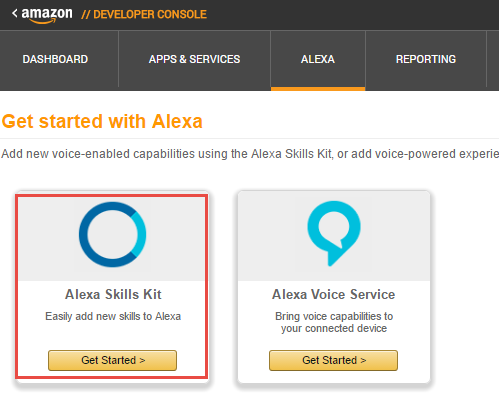 < amazon // DEVELOPER CONSOLE
DASHBOARD APPS & SERVICES ALEXA REPORTING
Get started with Alexa
Add new voice-enabled capabilities using the Alexa Skills Kit, or add voice-powered experie
Alexa Skills Kit
Easily add new skills to Alexa
Get Started >
Alexa Voice Service
Bring voice capabilities to
your connected device
Get Started >